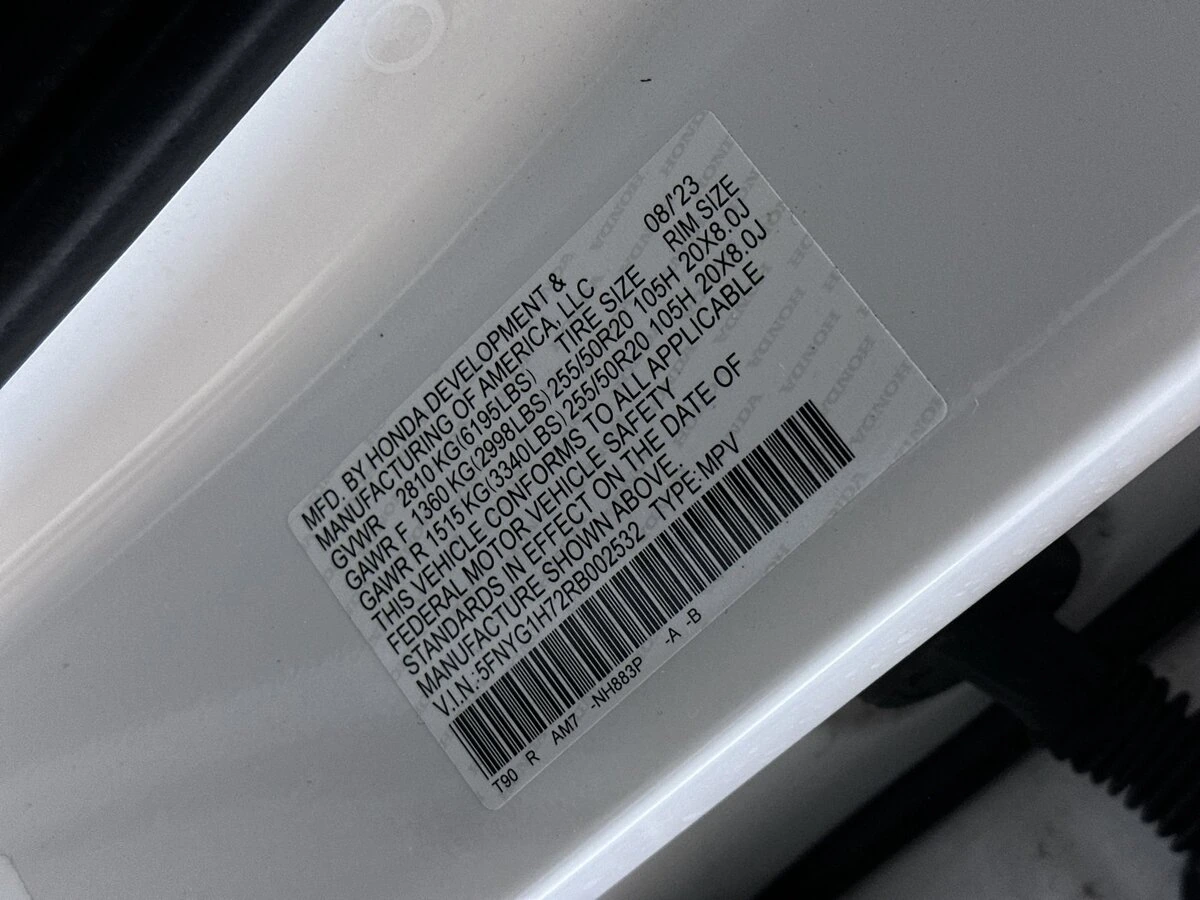 MFD. BY HONDA DEVELOPMENT &
MANUFACTURING OF AMERICA, LLC 08/'23
GVWR 2810 KG(6195LBS) TIRE SIZE RIM SIZE
GAWR F 1360 KG(2998LBS) 255/50R20 105H 20X8.0J
GAWR R 1515 KG(3340LBS) 255/50R20 105H 20X8.0J
THIS VEHICLE CONFORMS TO ALL APPLICABLE
FEDERAL MOTOR VEHICLE SAFETY
STANDARDS IN EFFECT ON THE DATE OF
MANUFACTURE SHOWN ABOVE.
V.I.N.:5FNYG1H72RB002532 TYPE:MPV
T90 R AM7 -NH883P -A -B